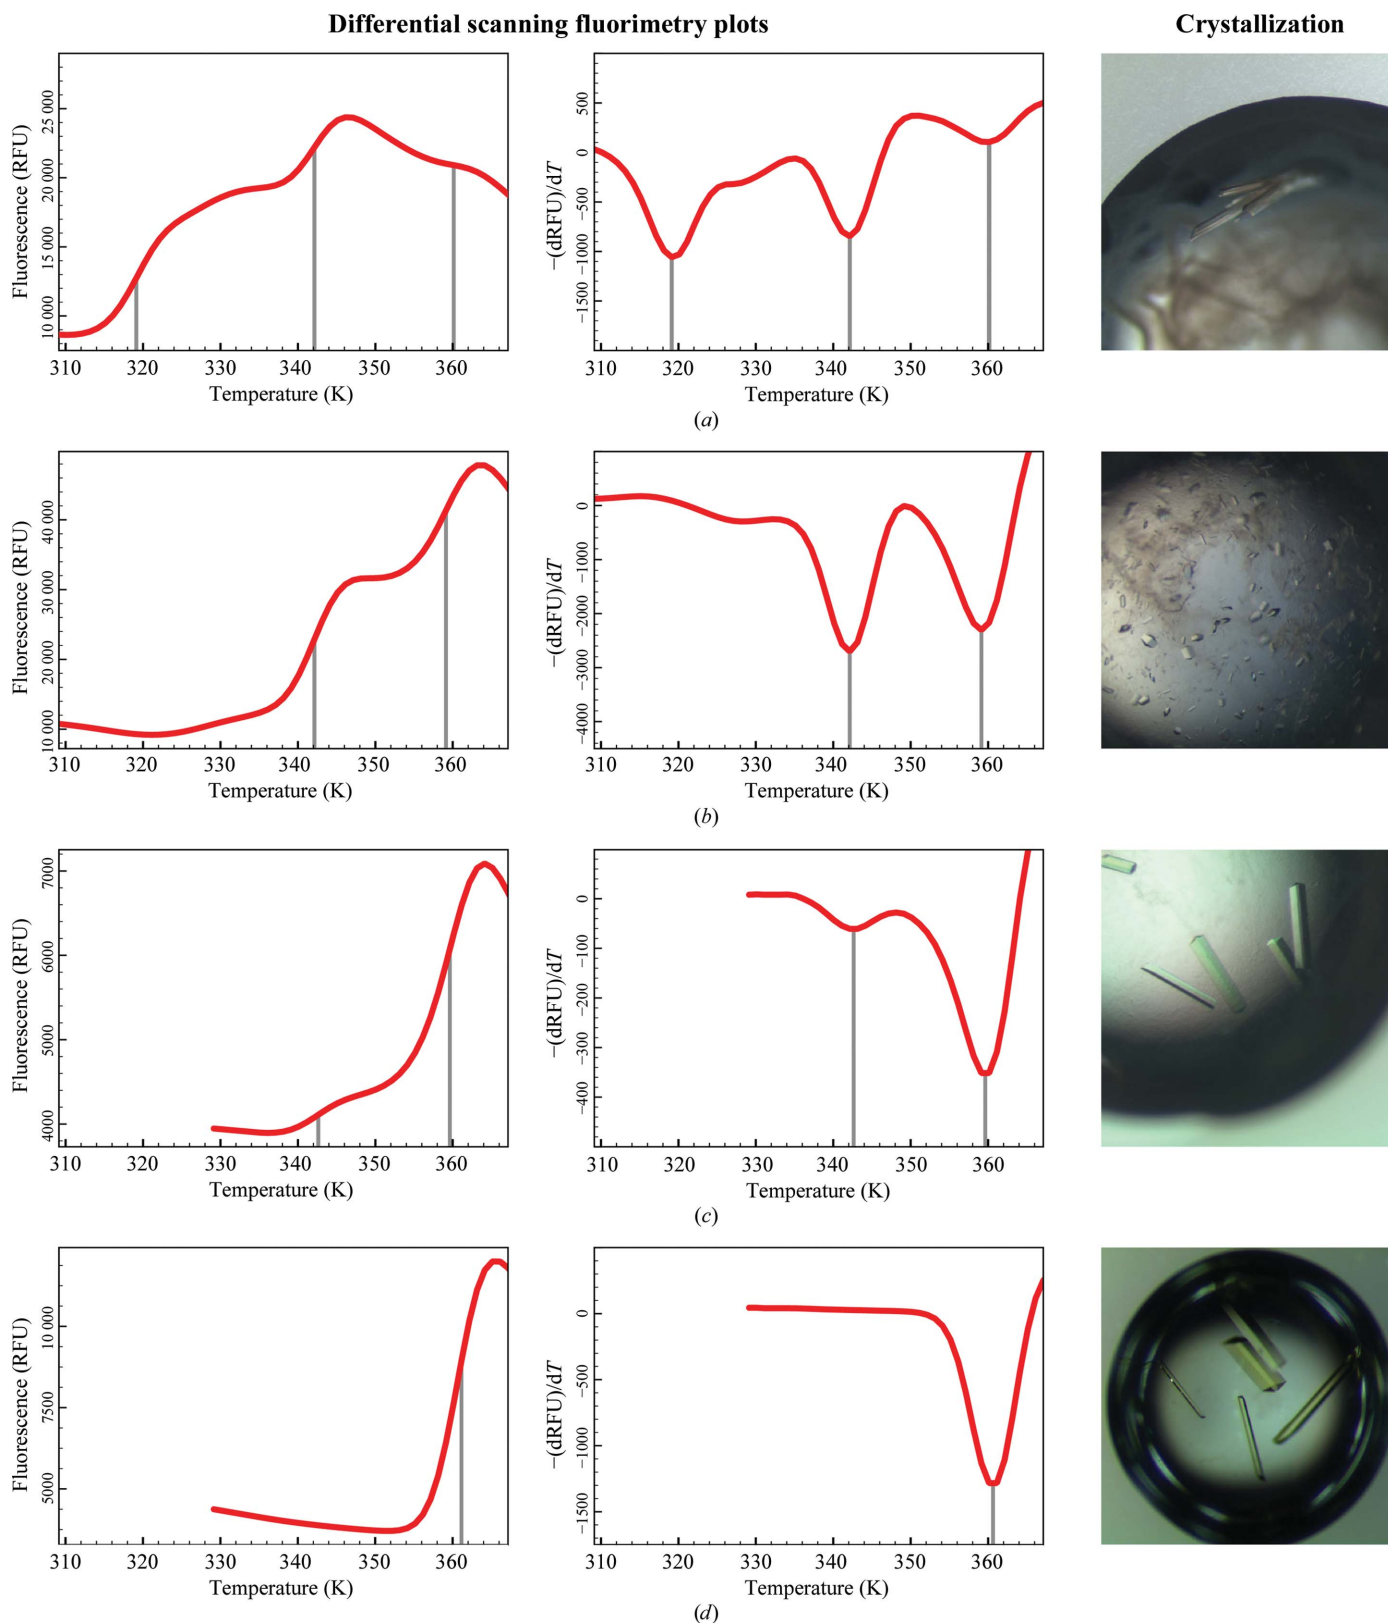 Differential scanning fluorimetry plots Crystallization
Fluorescence (RFU)
25 000
20 000
15 000
10 000
310 320 330 340 350 360
Temperature (K)
−(dRFU)/dT
500
0
−500
−1000
−1500
310 320 330 340 350 360
Temperature (K)
(a)
Fluorescence (RFU)
40 000
30 000
20 000
10 000
310 320 330 340 350 360
Temperature (K)
−(dRFU)/dT
0
−1000
−2000
−3000
−4000
310 320 330 340 350 360
Temperature (K)
(b)
Fluorescence (RFU)
7000
6000
5000
4000
310 320 330 340 350 360
Temperature (K)
−(dRFU)/dT
0
−100
−200
−300
−400
310 320 330 340 350 360
Temperature (K)
(c)
Fluorescence (RFU)
10 000
7500
5000
310 320 330 340 350 360
Temperature (K)
−(dRFU)/dT
0
−500
−1000
−1500
310 320 330 340 350 360
Temperature (K)
(d)